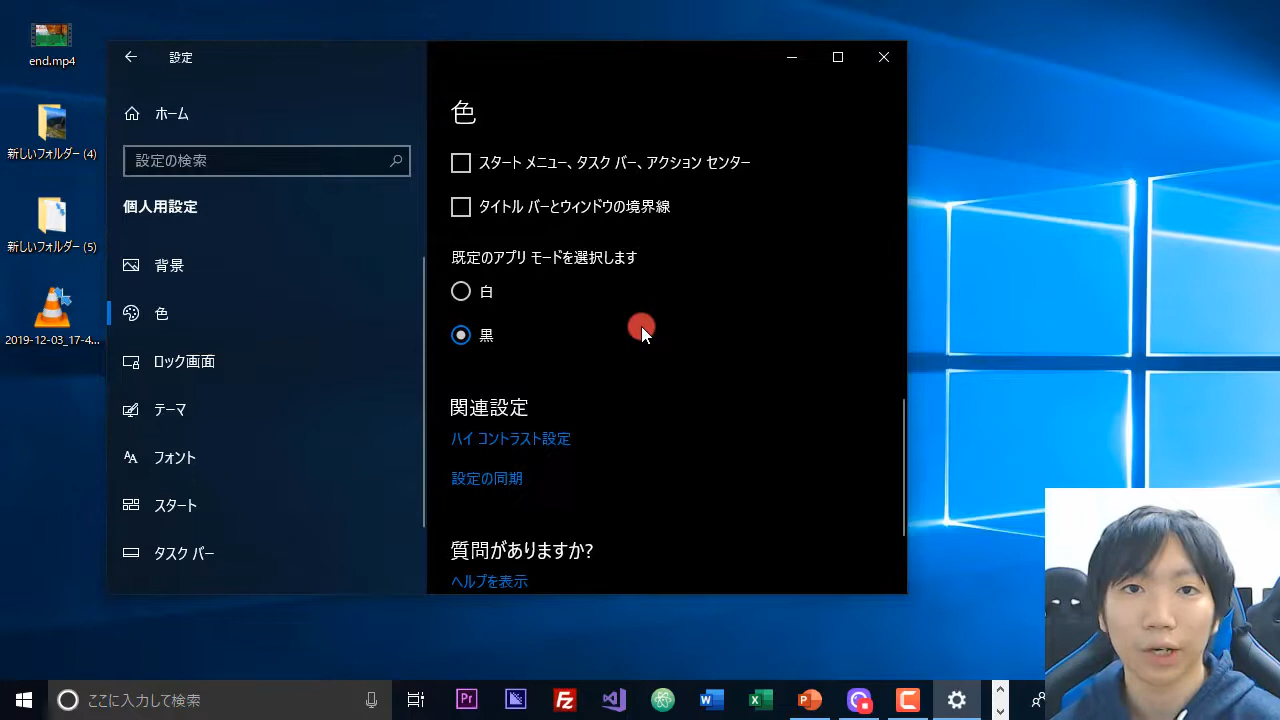 end.mp4
新しいフォルダー (4)
新しいフォルダー (5)
2019-12-03_17-4...
設定
ホーム
設定の検索
個人用設定
背景
色
ロック画面
テーマ
フォント
スタート
タスク バー
色
スタート メニュー、タスク バー、アクション センター
タイトル バーとウィンドウの境界線
既定のアプリ モードを選択します
白
黒
関連設定
ハイ コントラスト設定
設定の同期
質問がありますか?
ヘルプを表示
ここに入力して検索
Pr
Fz
W
X
P
C